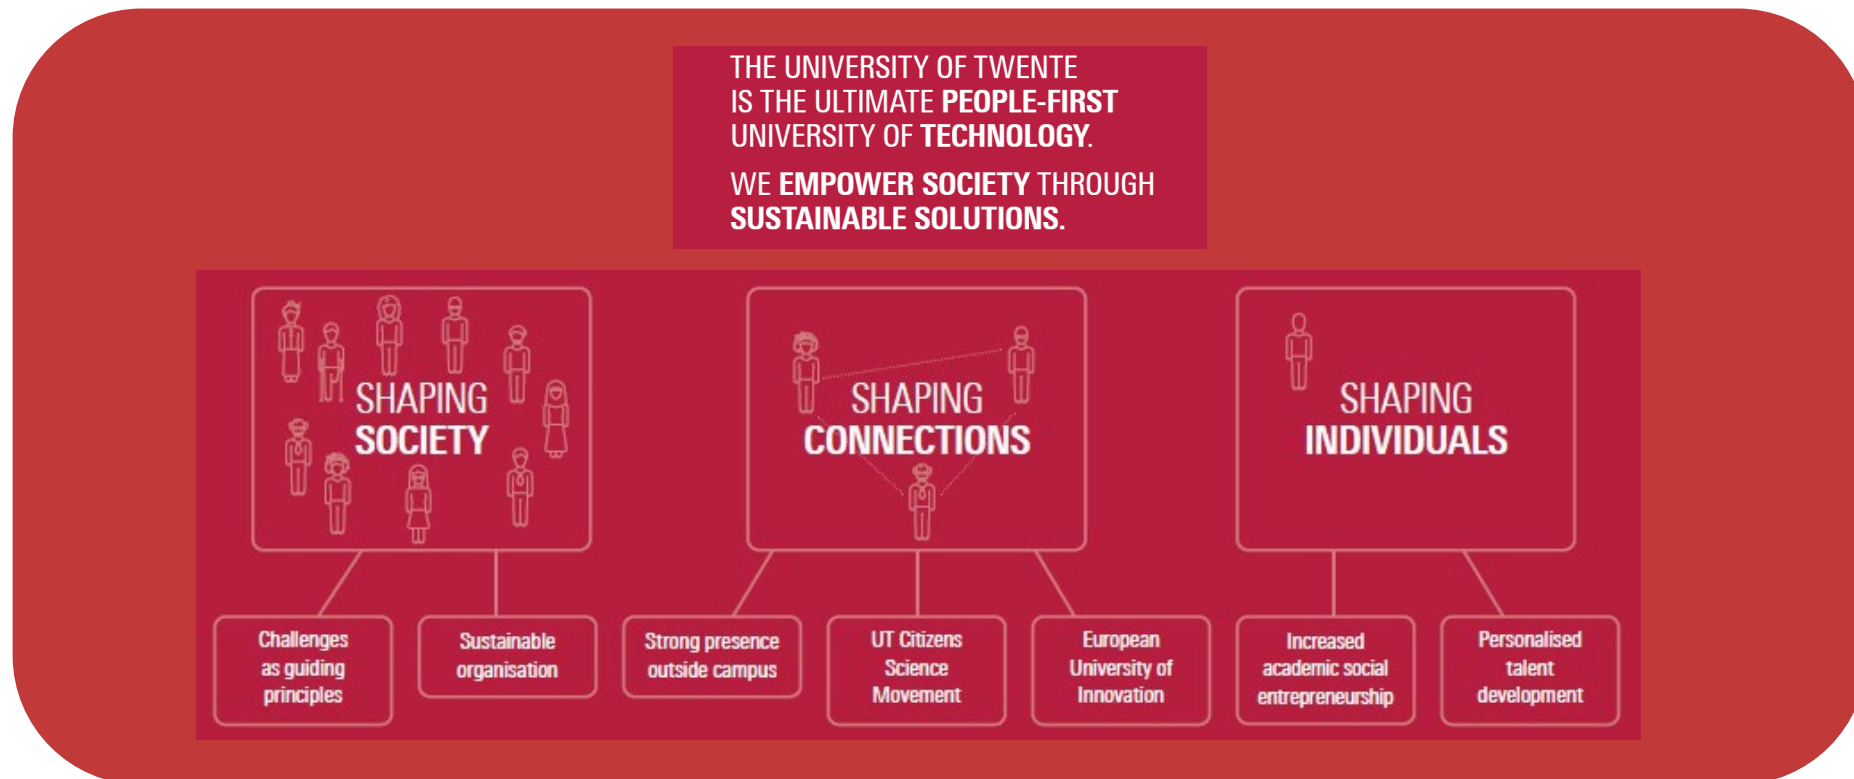 THE UNIVERSITY OF TWENTE
IS THE ULTIMATE PEOPLE-FIRST
UNIVERSITY OF TECHNOLOGY.
WE EMPOWER SOCIETY THROUGH
SUSTAINABLE SOLUTIONS.
SHAPING
SOCIETY
SHAPING
CONNECTIONS
SHAPING
INDIVIDUALS
Challenges
as guiding
principles
Sustainable
organisation
Strong presence
outside campus
UT Citizens
Science
Movement
European
University of
Innovation
Increased
academic social
entrepreneurship
Personalised
talent
development